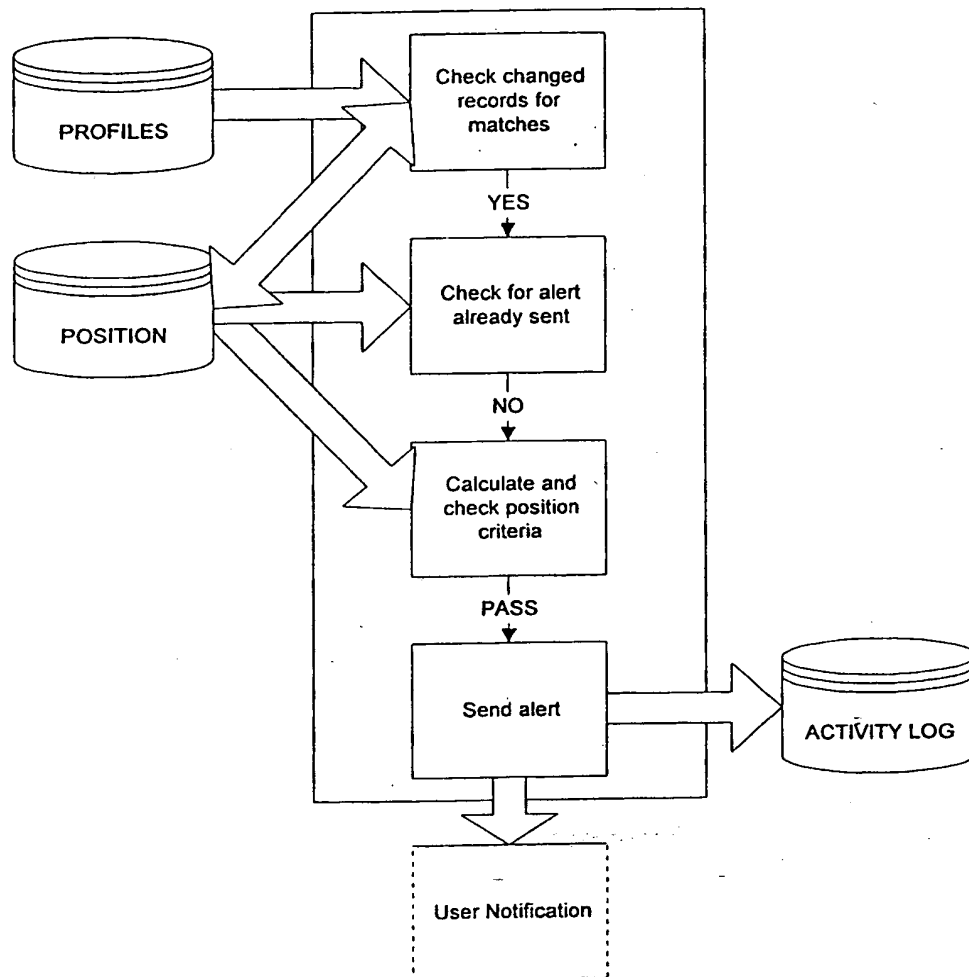 PROFILES
Check changed
records for
matches
YES
POSITION
Check for alert
already sent
NO
Calculate and
check position
criteria
PASS
Send alert
ACTIVITY LOG
User Notification